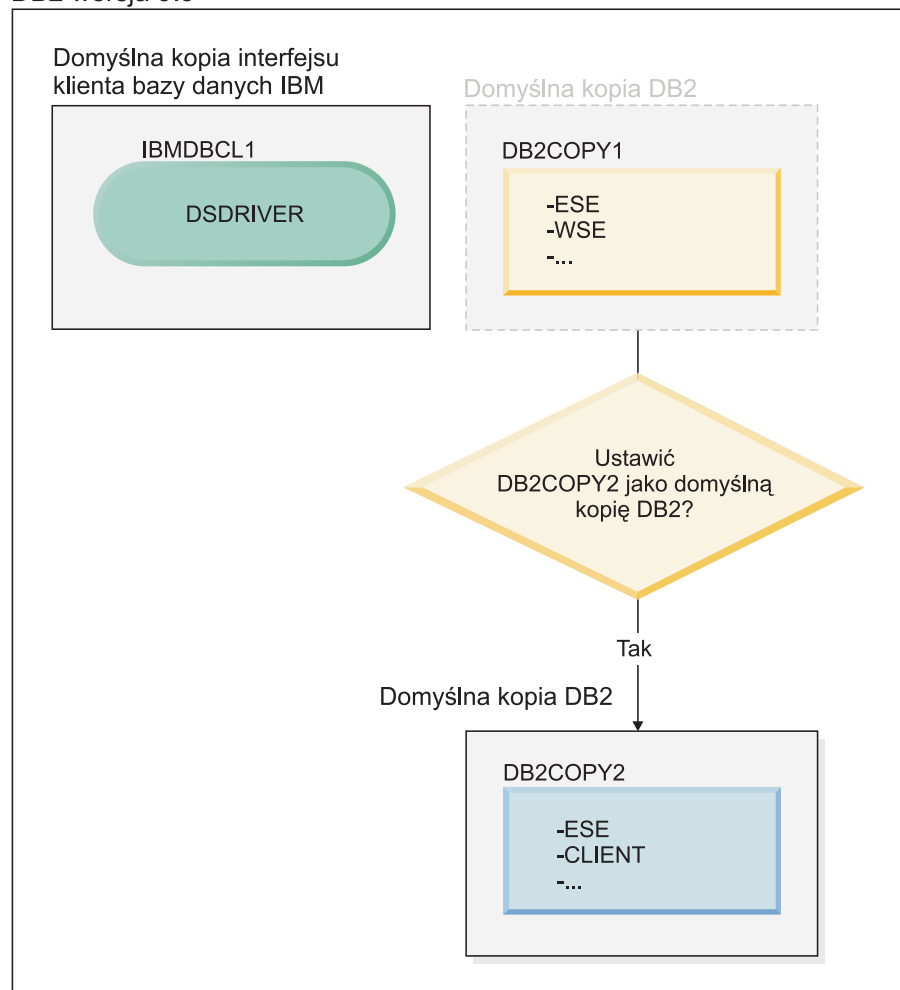 Domyślna kopia interfejsu
klienta bazy danych IBM
IBMDBCL1
DSDRIVER
Domyślna kopia DB2
DB2COPY1
-ESE
-WSE
-...
Ustawić
DB2COPY2 jako domyślną
kopię DB2?
Tak
Domyślna kopia DB2
DB2COPY2
-ESE
-CLIENT
-...